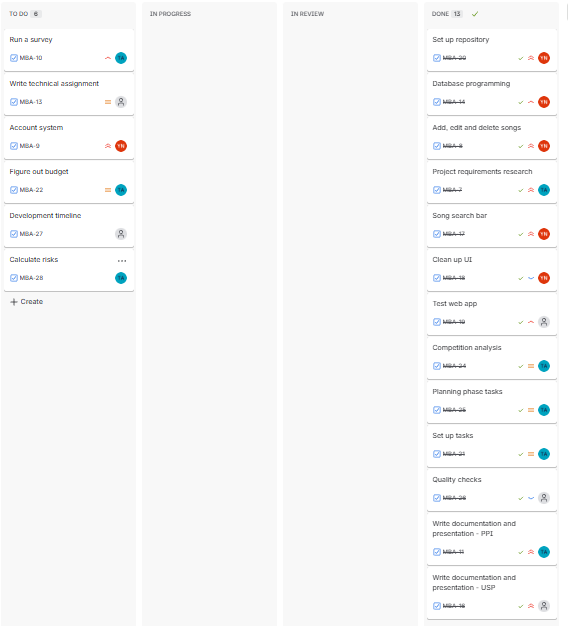 TO DO 6
Run a survey
MBA-10 TA
Write technical assignment
MBA-13
Account system
MBA-9 YN
Figure out budget
MBA-22 TA
Development timeline
MBA-27
Calculate risks
MBA-28 TA
+ Create
IN PROGRESS
IN REVIEW
DONE 13
Set up repository
MBA-20 YN
Database programming
MBA-14 YN
Add, edit and delete songs
MBA-8 YN
Project requirements research
MBA-7 TA
Song search bar
MBA-17 YN
Clean up UI
MBA-18 YN
Test web app
MBA-19
Competition analysis
MBA-24 TA
Planning phase tasks
MBA-25 TA
Set up tasks
MBA-21 TA
Quality checks
MBA-26
Write documentation and
presentation - PPI
MBA-11 TA
Write documentation and
presentation - USP
MBA-16